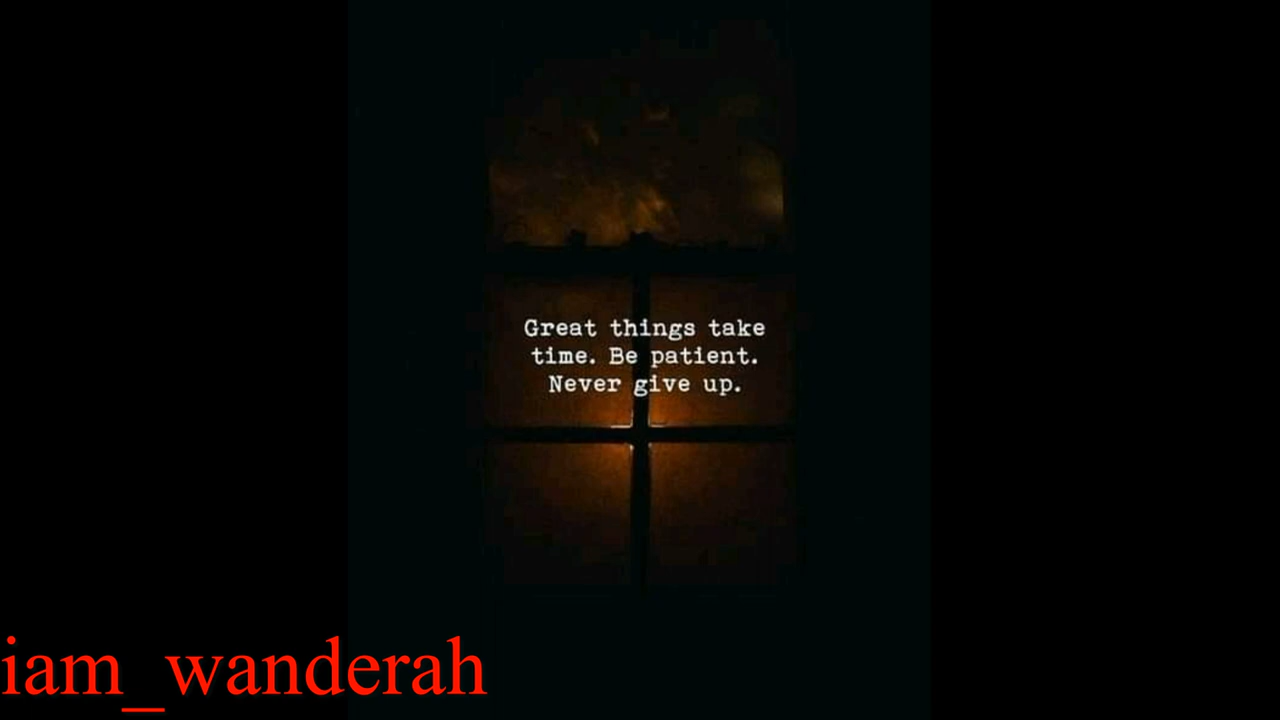 Great things take
time. Be patient.
Never give up.
iam_wanderah